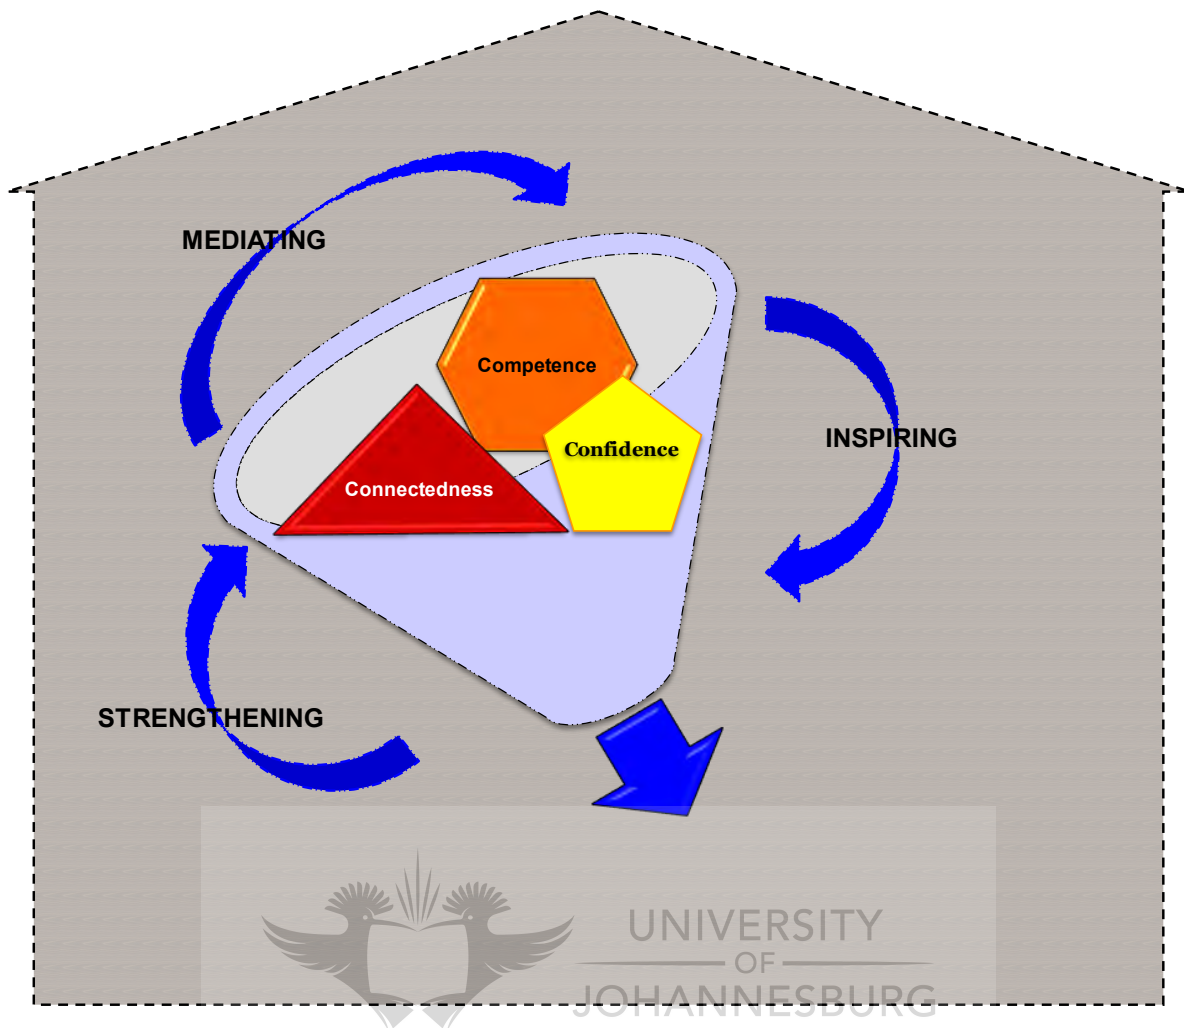 MEDIATING
Competence
INSPIRING
Confidence
Connectedness
STRENGTHENING
UNIVERSITY
OF
JOHANNESBURG